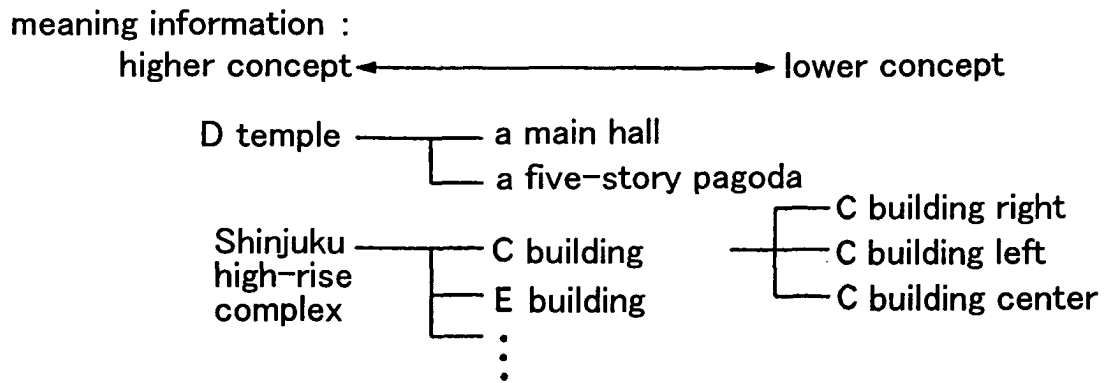 meaning information :
higher concept lower concept
D temple a main hall
a five-story pagoda
C building right
Shinjuku C building C building left
high-rise
E building C building center
complex